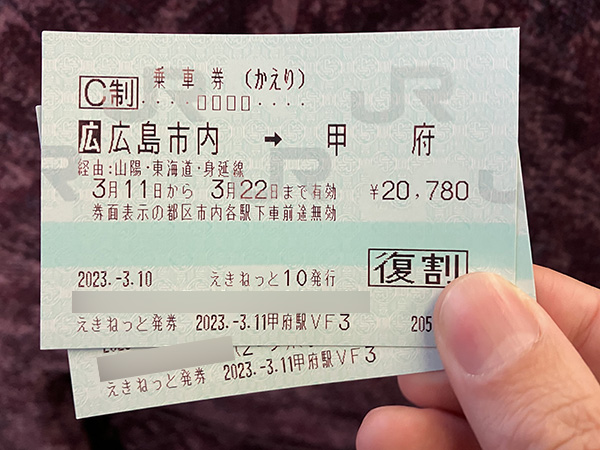 乗車券（かえり）
C制 ····□□□□····
広 広島市内 → 甲府
経由：山陽・東海道・身延線
3月11日から 3月22日まで有効 ¥20,780
券面表示の都区市内各駅下車前途無効
復割
2023.-3.10 えきねっと10発行
えきねっと発券 2023.-3.11甲府駅VF3 205
えきねっと発券 2023.-3.11甲府駅VF3
JR
JR